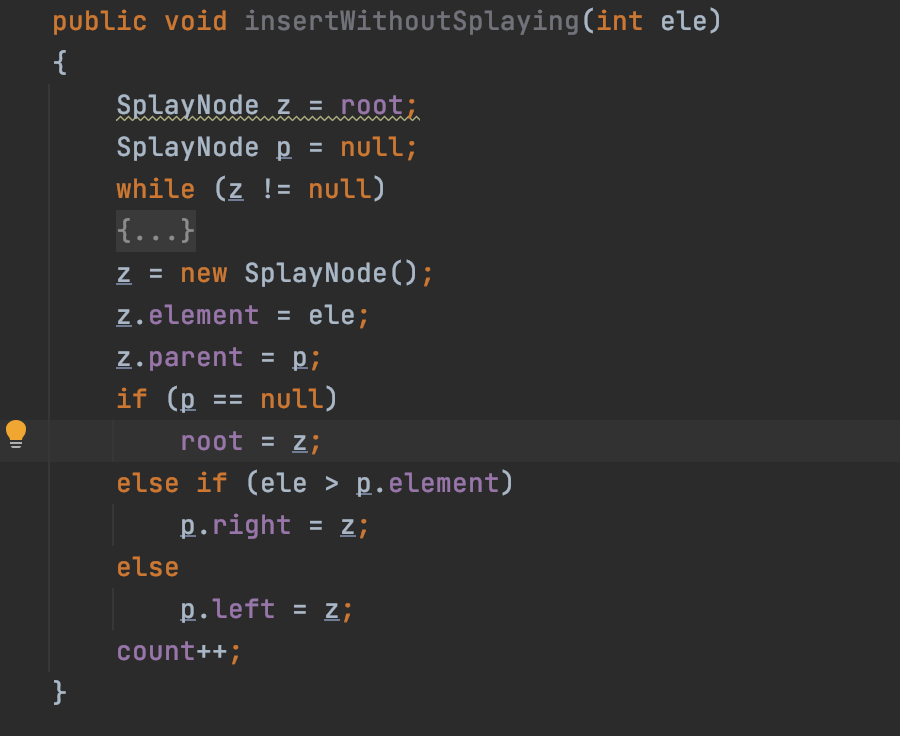 public void insertWithoutSplaying(int ele)
{
SplayNode z = root;
SplayNode p = null;
while (z != null)
{...}
z = new SplayNode();
z.element = ele;
z.parent = p;
if (p == null)
root = z;
else if (ele > p.element)
p.right = z;
else
p.left = z;
count++;
}